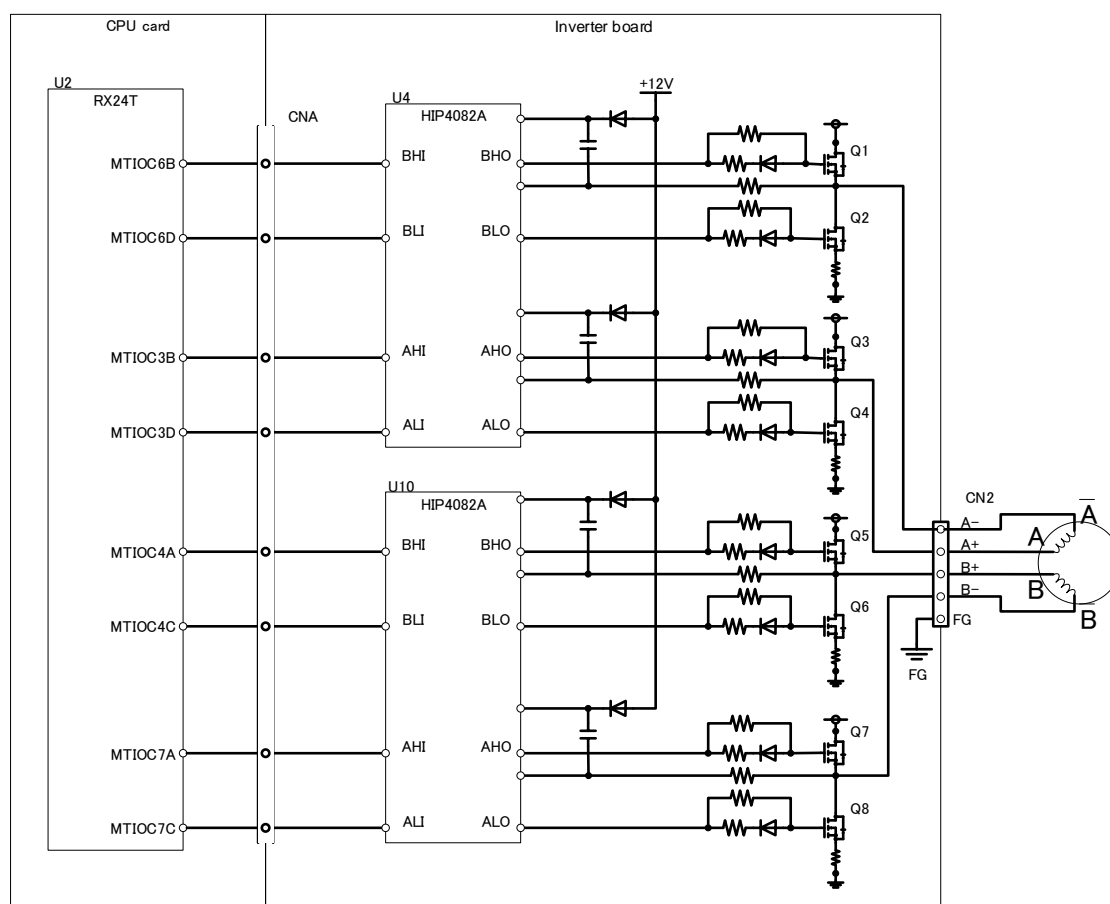 CPU card
Inverter board
U2
RX24T
CNA
U4
HIP4082A
+12V
MTIOC6B
BHI
BHO
Q1
MTIOC6D
BLI
BLO
Q2
MTIOC3B
AHI
AHO
Q3
MTIOC3D
ALI
ALO
Q4
U10
HIP4082A
CN2
MTIOC4A
BHI
BHO
Q5
A-
A+
B+
B-
FG
A
A
B
B
MTIOC4C
BLI
BLO
Q6
FG
MTIOC7A
AHI
AHO
Q7
MTIOC7C
ALI
ALO
Q8